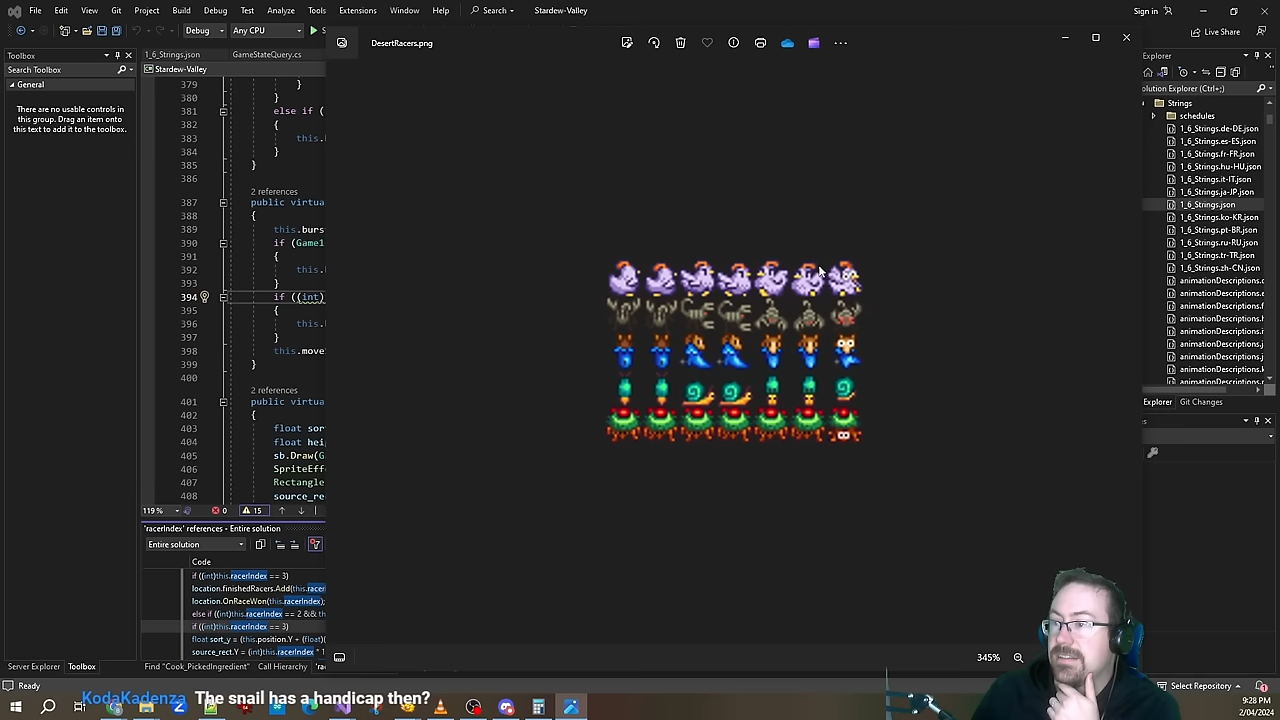 File Edit View Git Project Build Debug Test Analyze Tools Extensions Window Help Search Stardew-Valley Sign in
Debug Any CPU Live Share
Toolbox
Search Toolbox
General
There are no usable controls in this group. Drag an item onto this text to add it to the toolbox.
1_6_Strings.json GameStateQuery.cs
Stardew-Valley
DesertRacers.png
379 }
380 }
381 else if (
382 {
383 this.
384 }
385 }
386
2 references
387 public virtua
388 {
389 this.burs
390 if (Game1
391 {
392 this.
393 }
394 if ((int)
395 {
396 this.
397 }
398 this.moveS
399 }
400
2 references
401 public virtua
402 {
403 float sor
404 float hei
405 sb.Draw(G
406 SpriteEffe
407 Rectangle
408 source_re
119% 0 15
'racerIndex' references - Entire solution
Entire solution
Code
if ((int)this.racerIndex == 3)
location.finishedRacers.Add(this.racer
location.OnRaceWon(this.racerIndex);
else if ((int)this.racerIndex == 2 && th
if ((int)this.racerIndex == 3)
float sort_y = (this.position.Y + (float)(
source_rect.Y = (int)this.racerIndex * 1
Server Explorer Toolbox Find "Cook_PickedIngredient" Call Hierarchy
Ready
345%
Explorer
olution Explorer (Ctrl+;)
Strings
schedules
1_6_Strings.de-DE.json
1_6_Strings.es-ES.json
1_6_Strings.fr-FR.json
1_6_Strings.hu-HU.json
1_6_Strings.it-IT.json
1_6_Strings.ja-JP.json
1_6_Strings.json
1_6_Strings.ko-KR.json
1_6_Strings.pt-BR.json
1_6_Strings.ru-RU.json
1_6_Strings.tr-TR.json
1_6_Strings.zh-CN.json
animationDescriptions.
animationDescriptions.
animationDescriptions.
animationDescriptions.f
animationDescriptions.
animationDescriptions.i
animationDescriptions.j
animationDescriptions.k
Explorer Git Changes
Select Repository
KodaKadenza The snail has a handicap then?
9:28 PM
2/04/2024